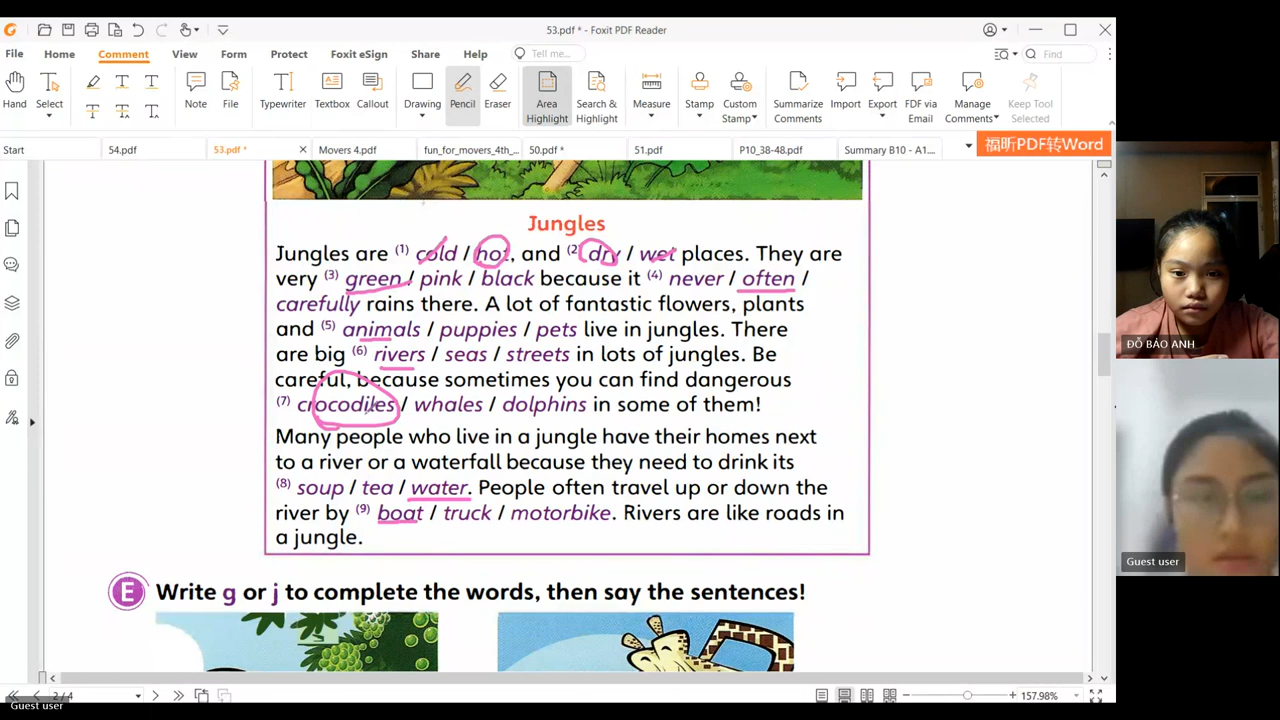 53.pdf * - Foxit PDF Reader
File Home Comment View Form Protect Foxit eSign Share Help Tell me... Find
Hand Select Note File Typewriter Textbox Callout Drawing Pencil Eraser Area Highlight Search & Highlight Measure Stamp Custom Stamp Summarize Comments Import Export FDF via Email Manage Comments Keep Tool Selected
Start 54.pdf 53.pdf * Movers 4.pdf fun_for_movers_4th_... 50.pdf * 51.pdf P10_38-48.pdf Summary B10 - A1.... 福昕PDF转Word
Jungles
Jungles are (1) cold / hot, and (2) dry / wet places. They are
very (3) green / pink / black because it (4) never / often /
carefully rains there. A lot of fantastic flowers, plants
and (5) animals / puppies / pets live in jungles. There
are big (6) rivers / seas / streets in lots of jungles. Be
careful, because sometimes you can find dangerous
(7) crocodiles / whales / dolphins in some of them!
Many people who live in a jungle have their homes next
to a river or a waterfall because they need to drink its
(8) soup / tea / water. People often travel up or down the
river by (9) boat / truck / motorbike. Rivers are like roads in
a jungle.
E Write g or j to complete the words, then say the sentences!
2 / 4 157.98%
Guest user
ĐỖ BẢO ANH
Guest user